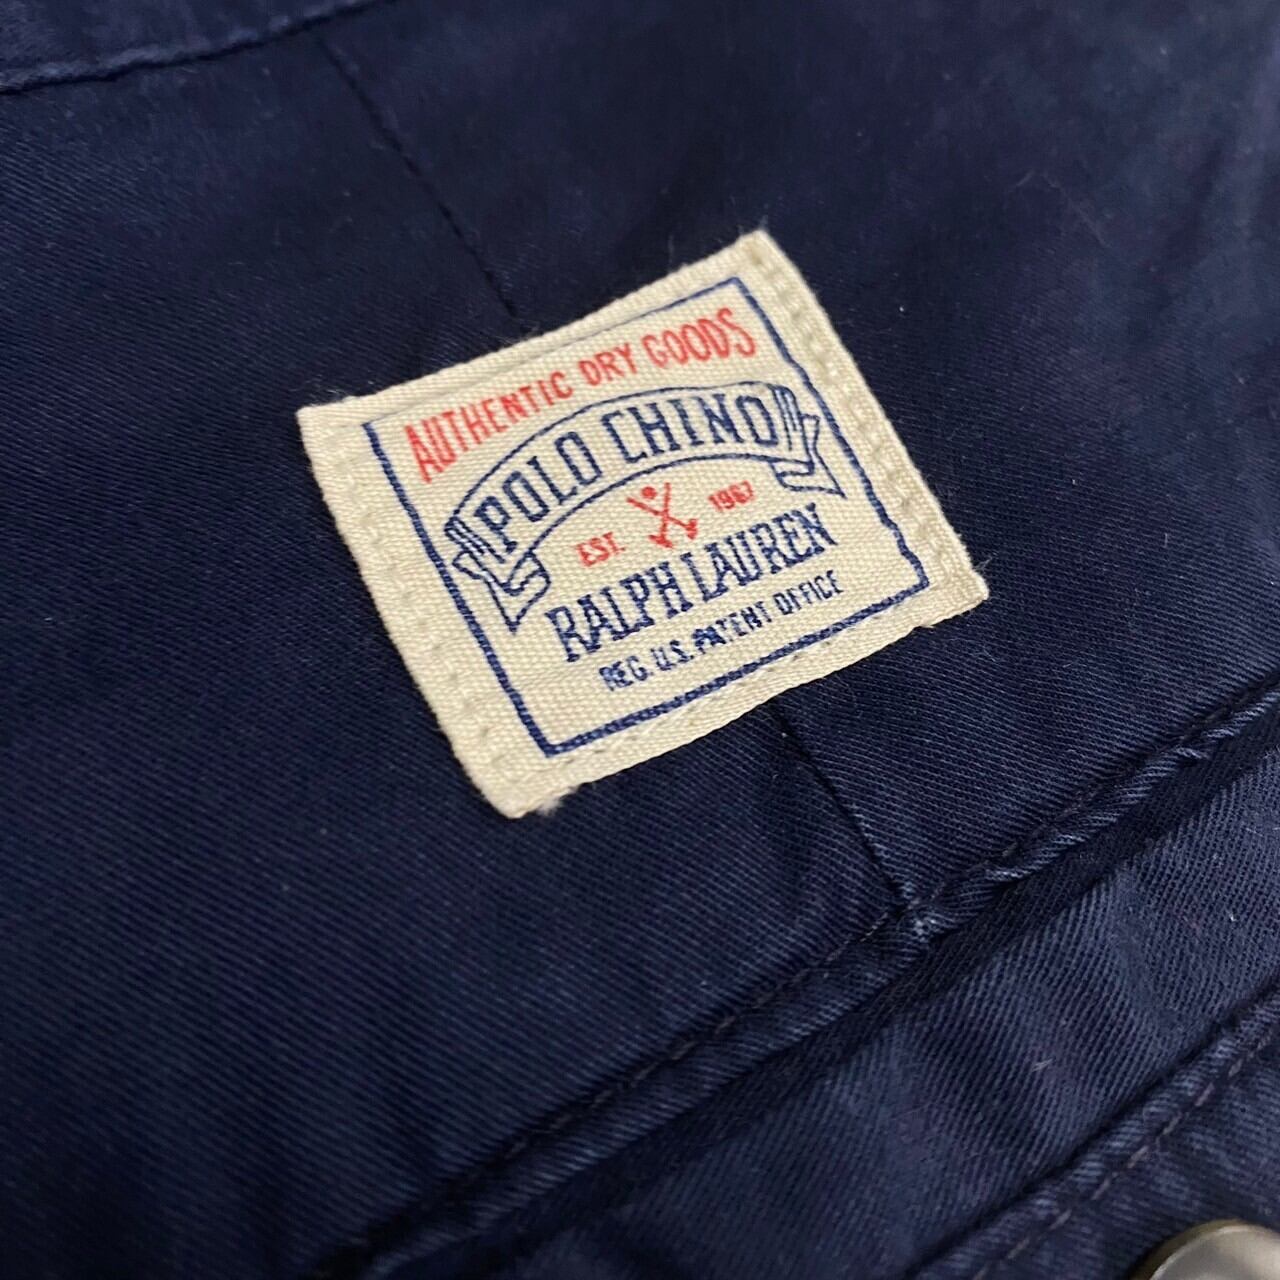 AUTHENTIC DRY GOODS
POLO CHINO
EST. 1967
RALPH LAUREN
REG. U.S. PATENT OFFICE